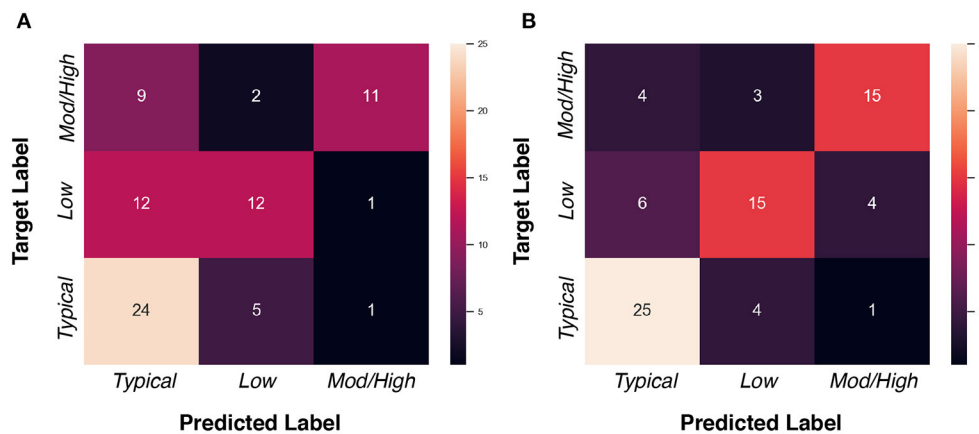 A
Target Label
Mod/High
Low
Typical
9 2 11
12 12 1
24 5 1
25
20
15
10
5
Typical Low Mod/High
Predicted Label
B
Target Label
Mod/High
Low
Typical
4 3 15
6 15 4
25 4 1
Typical Low Mod/High
Predicted Label